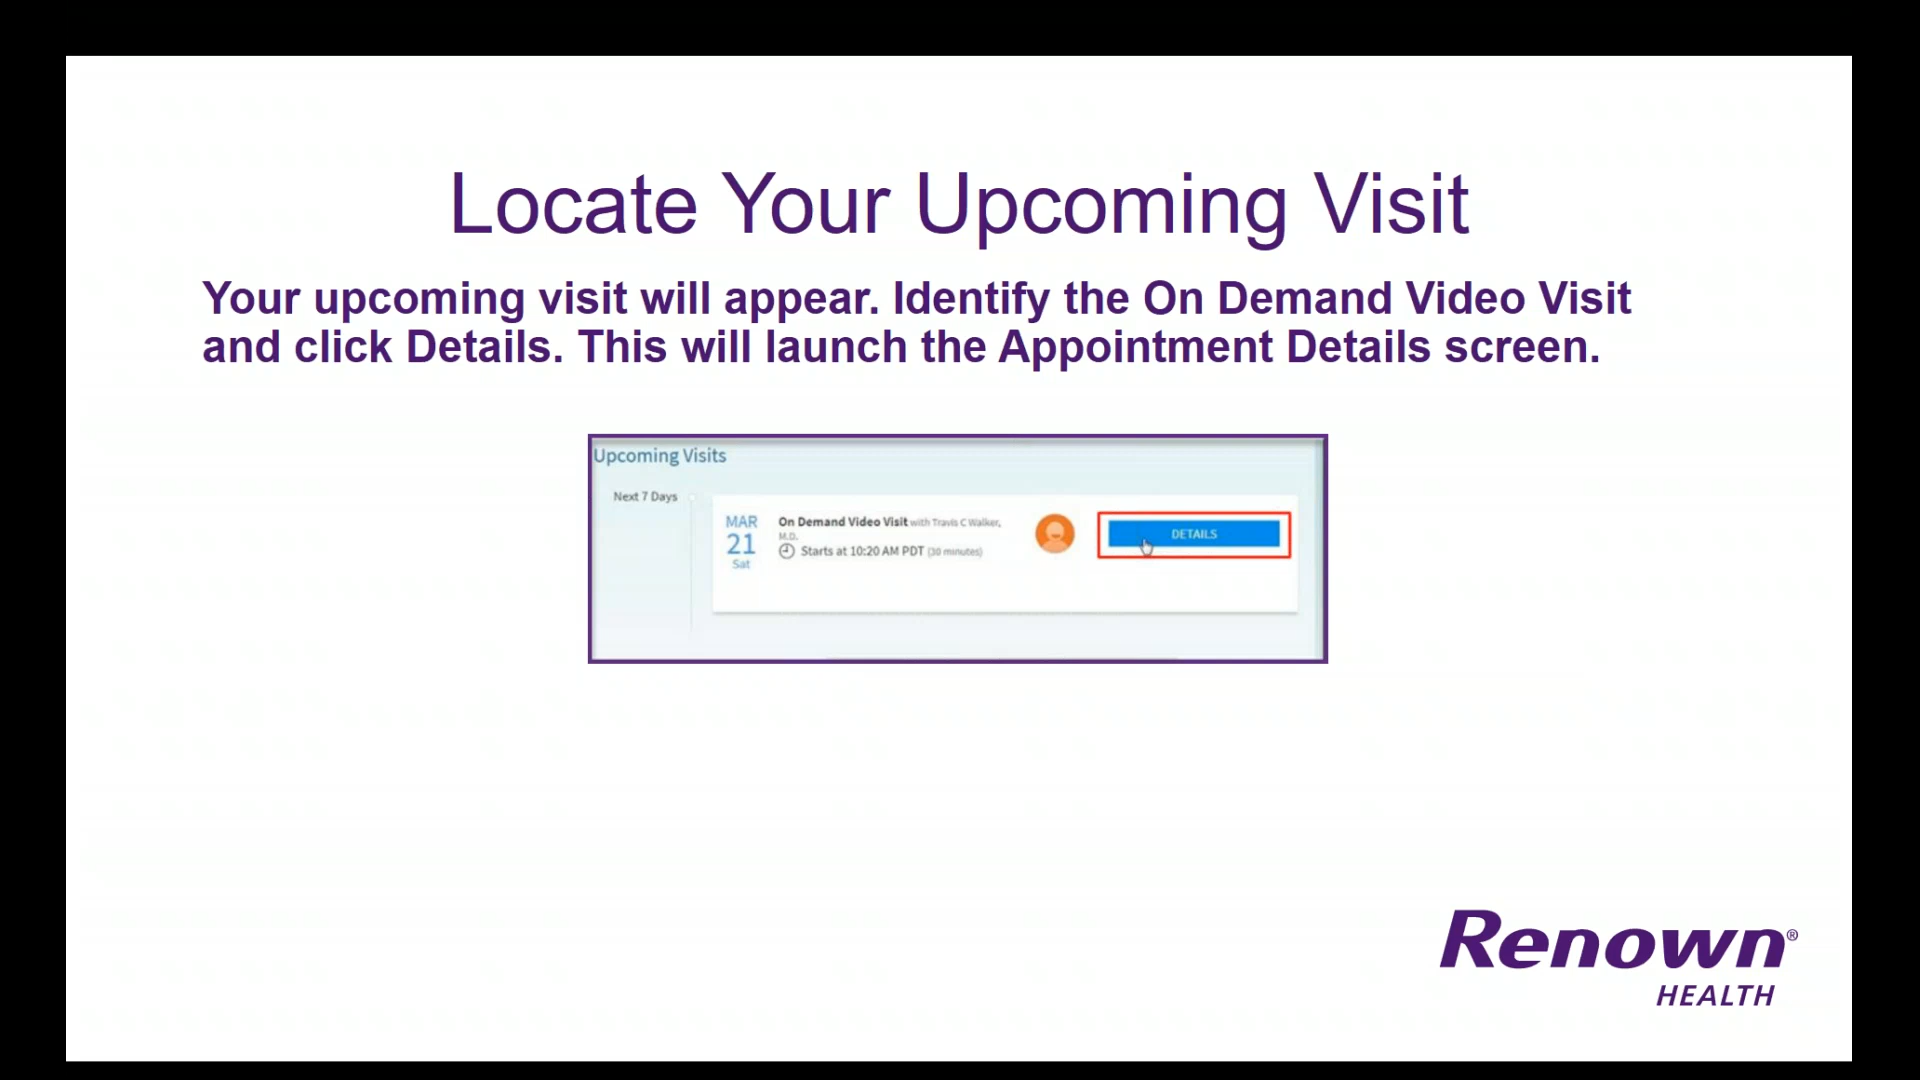 Locate Your Upcoming Visit
Your upcoming visit will appear. Identify the On Demand Video Visit
and click Details. This will launch the Appointment Details screen.
Upcoming Visits
Next 7 Days
MAR
21
Sat
On Demand Video Visit with Travis C Walker,
M.D.
Starts at 10:20 AM PDT (30 minutes)
DETAILS
Renown®
HEALTH